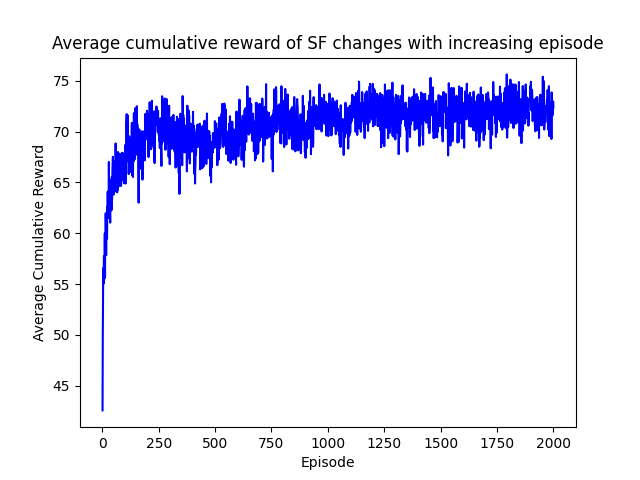 Average cumulative reward of SF changes with increasing episode
75
70
65
60
55
50
45
Average Cumulative Reward
0 250 500 750 1000 1250 1500 1750 2000
Episode